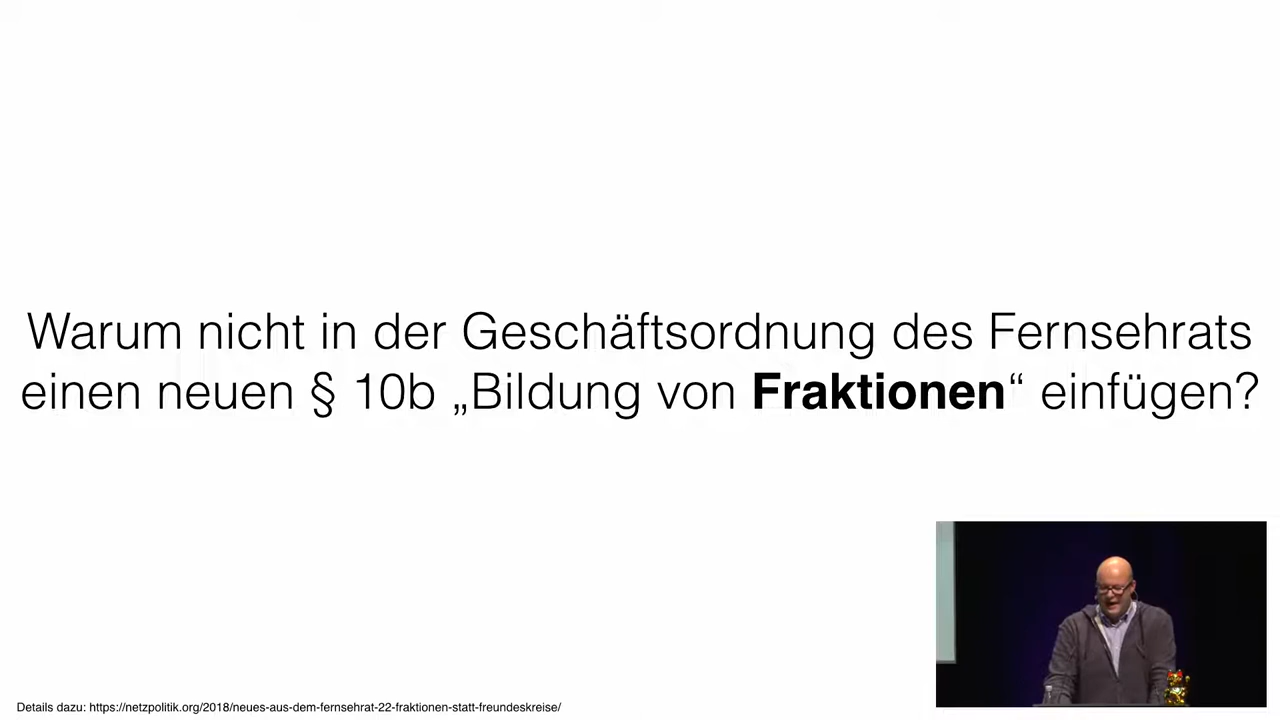 Warum nicht in der Geschäftsordnung des Fernsehrats
einen neuen § 10b „Bildung von Fraktionen“ einfügen?
Details dazu: https://netzpolitik.org/2018/neues-aus-dem-fernsehrat-22-fraktionen-statt-freundeskreise/